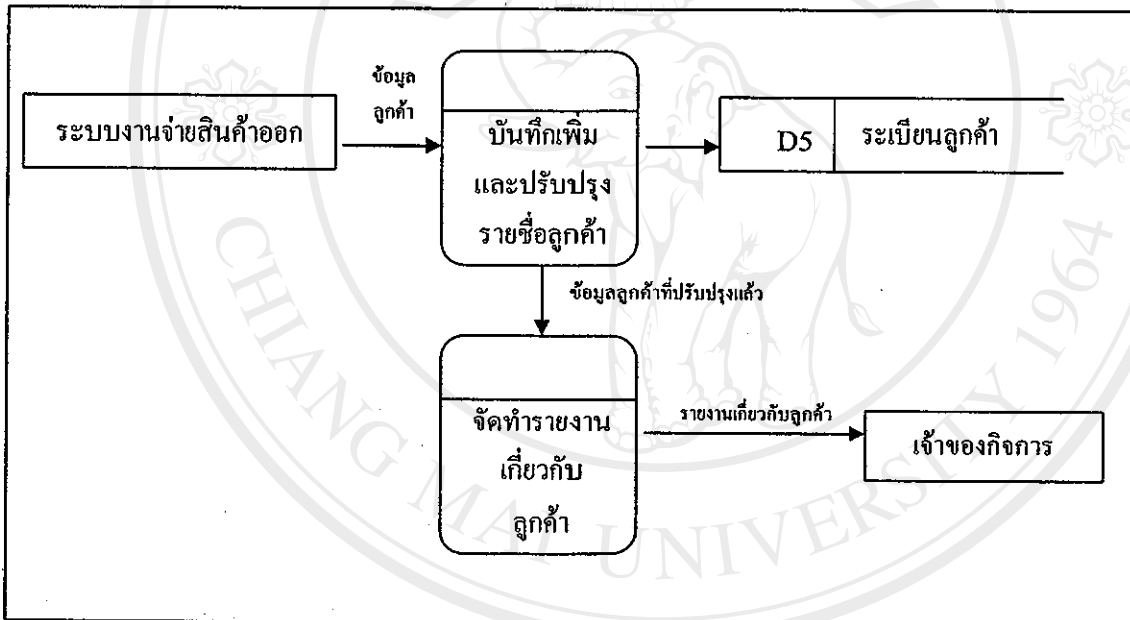 ข้อมูล
ลูกค้า
ระบบงานจ่ายสินค้าออก
บันทึกเพิ่ม
และปรับปรุง
รายชื่อลูกค้า
D5 ระเบียนลูกค้า
ข้อมูลลูกค้าที่ปรับปรุงแล้ว
จัดทำรายงาน
เกี่ยวกับ
ลูกค้า
รายงานเกี่ยวกับลูกค้า
เจ้าของกิจการ
CHIANG MAI UNIVERSITY 1964